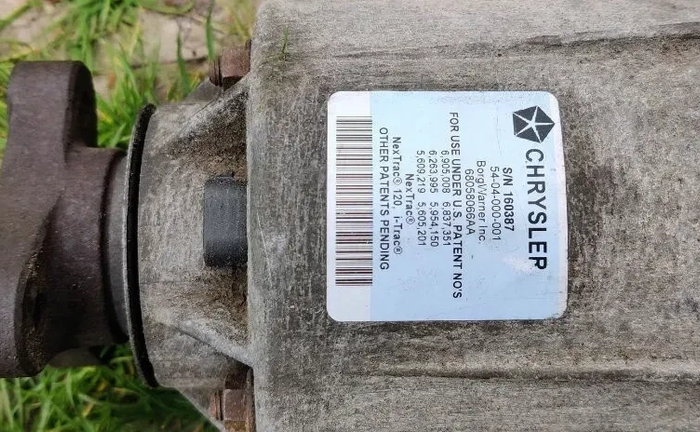 CHRYSLER
S/N 160387
54-04-000-001
BorgWarner Inc.
68058066AA
FOR USE UNDER U.S. PATENT NO'S
6,905,008 6,837,351
6,263,995 5,954,150
5,609,219 5,605,201
NexTrac®
NexTrac® 120, i-Trac®
OTHER PATENTS PENDING